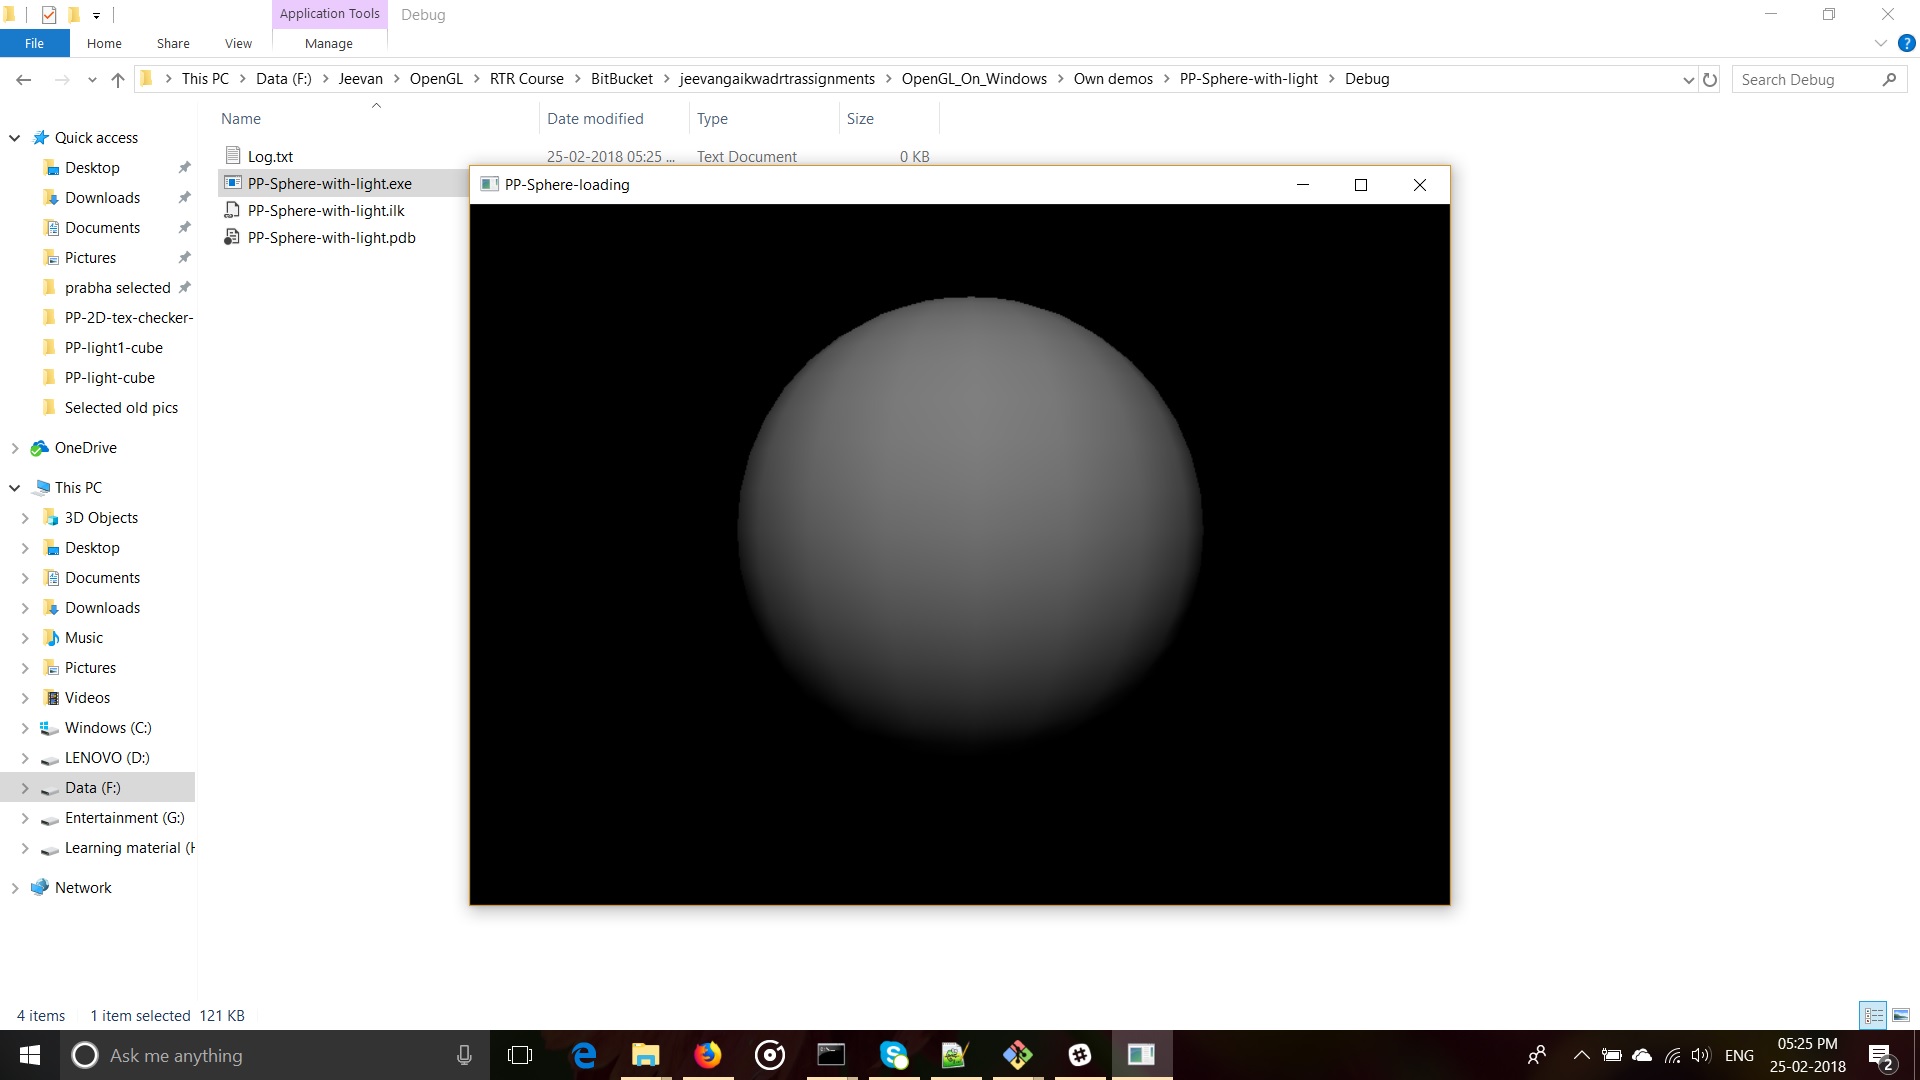 Application Tools Debug
File Home Share View Manage
This PC Data (F:) Jeevan OpenGL RTR Course BitBucket jeevangaikwadrtrassignments OpenGL_On_Windows Own demos PP-Sphere-with-light Debug Search Debug
Name Date modified Type Size
Log.txt 25-02-2018 05:25 ... Text Document 0 KB
PP-Sphere-with-light.exe
PP-Sphere-with-light.ilk
PP-Sphere-with-light.pdb
PP-Sphere-loading
Quick access
Desktop
Downloads
Documents
Pictures
prabha selected
PP-2D-tex-checker-
PP-light1-cube
PP-light-cube
Selected old pics
OneDrive
This PC
3D Objects
Desktop
Documents
Downloads
Music
Pictures
Videos
Windows (C:)
LENOVO (D:)
Data (F:)
Entertainment (G:)
Learning material (H
Network
4 items 1 item selected 121 KB
Ask me anything
ENG
05:25 PM
25-02-2018
2